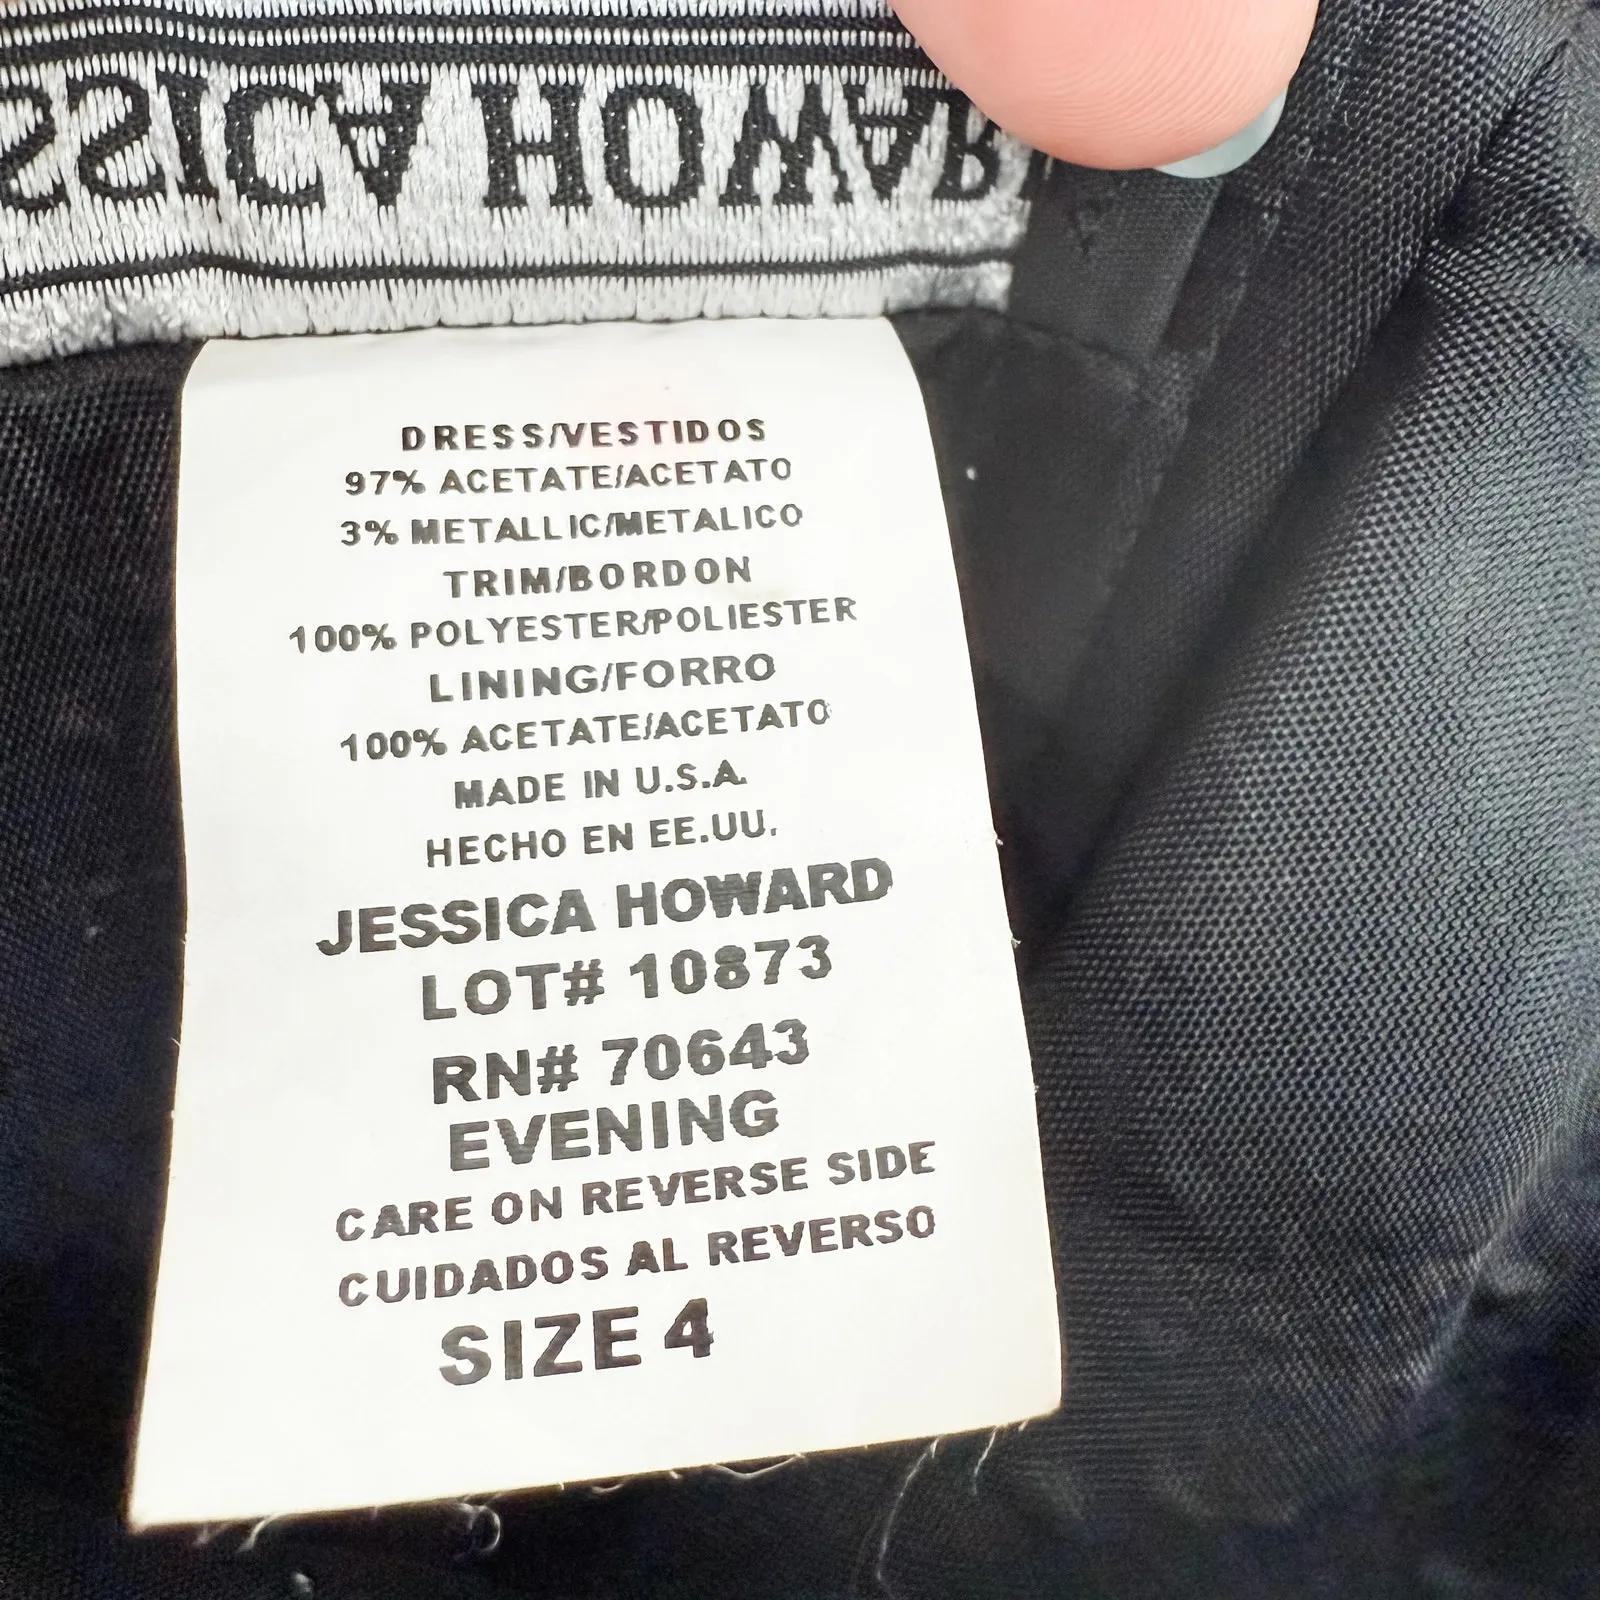 SSICA HOWAR
DRESS/VESTIDOS
97% ACETATE/ACETATO
3% METALLIC/METALICO
TRIM/BORDON
100% POLYESTER/POLIESTER
LINING/FORRO
100% ACETATE/ACETATO
MADE IN U.S.A.
HECHO EN EE.UU.
JESSICA HOWARD
LOT# 10873
RN# 70643
EVENING
CARE ON REVERSE SIDE
CUIDADOS AL REVERSO
SIZE 4